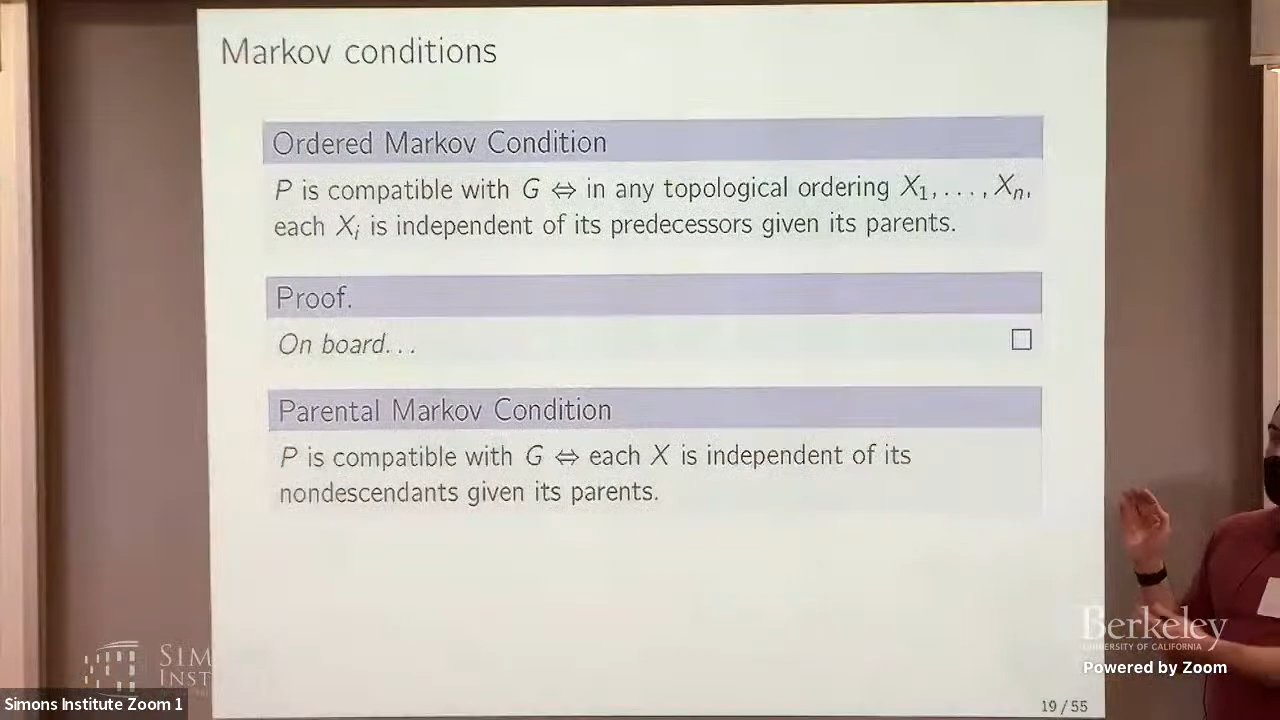 Markov conditions
Ordered Markov Condition
P is compatible with G ⇔ in any topological ordering X₁, . . . , Xₙ,
each Xᵢ is independent of its predecessors given its parents.
Proof.
On board. . .
Parental Markov Condition
P is compatible with G ⇔ each X is independent of its
nondescendants given its parents.
Berkeley
UNIVERSITY OF CALIFORNIA
Powered by Zoom
SIM
INST
Simons Institute Zoom 1
19 / 55